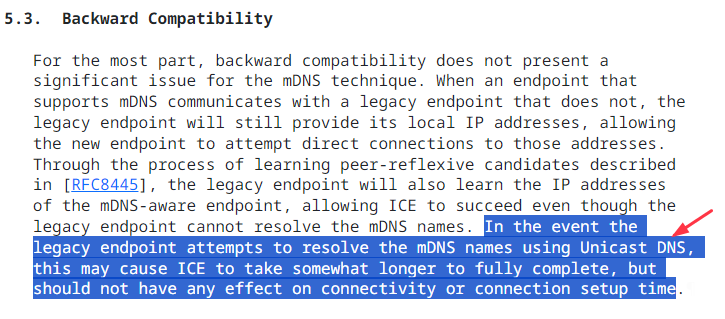 5.3.  Backward Compatibility
For the most part, backward compatibility does not present a
significant issue for the mDNS technique. When an endpoint that
supports mDNS communicates with a legacy endpoint that does not, the
legacy endpoint will still provide its local IP addresses, allowing
the new endpoint to attempt direct connections to those addresses.
Through the process of learning peer-reflexive candidates described
in [RFC8445], the legacy endpoint will also learn the IP addresses
of the mDNS-aware endpoint, allowing ICE to succeed even though the
legacy endpoint cannot resolve the mDNS names. In the event the
legacy endpoint attempts to resolve the mDNS names using Unicast DNS,
this may cause ICE to take somewhat longer to fully complete, but
should not have any effect on connectivity or connection setup time.